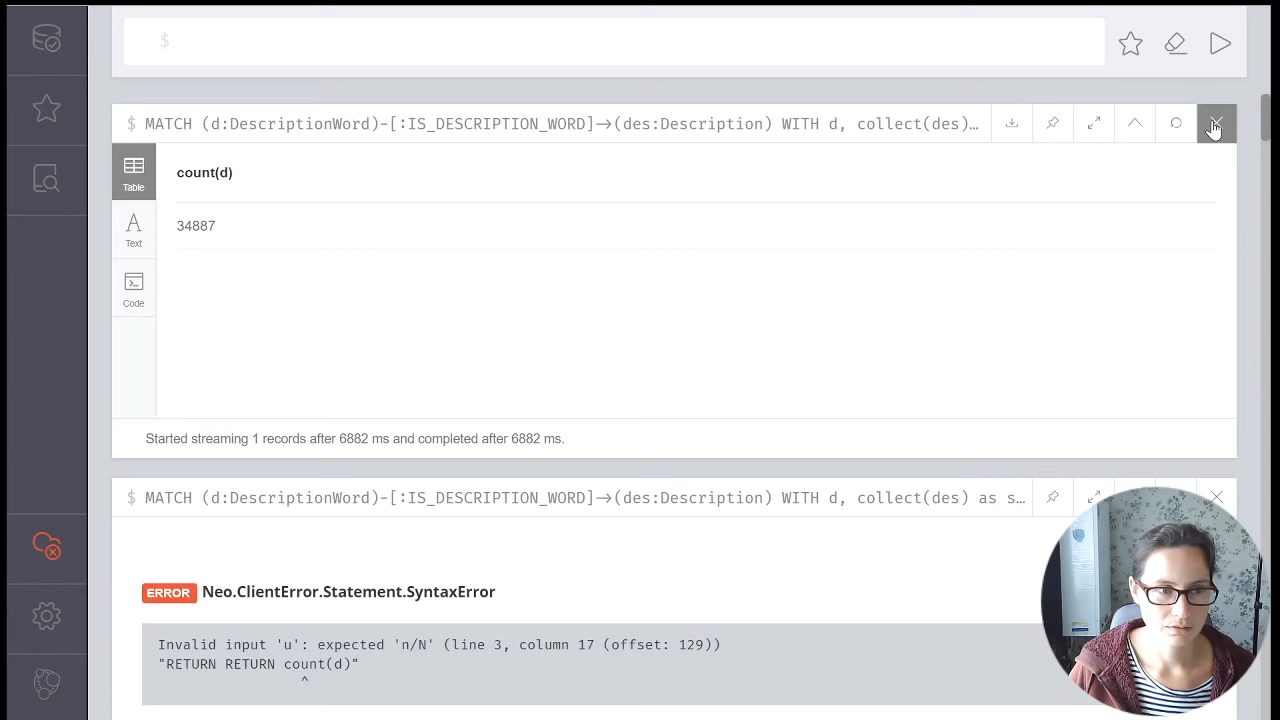 $
$ MATCH (d:DescriptionWord)-[:IS_DESCRIPTION_WORD]→(des:Description) WITH d, collect(des)…
Table
count(d)
34887
Text
Code
Started streaming 1 records after 6882 ms and completed after 6882 ms.
$ MATCH (d:DescriptionWord)-[:IS_DESCRIPTION_WORD]→(des:Description) WITH d, collect(des) as s…
ERROR Neo.ClientError.Statement.SyntaxError
Invalid input 'u': expected 'n/N' (line 3, column 17 (offset: 129))
"RETURN RETURN count(d)"
^